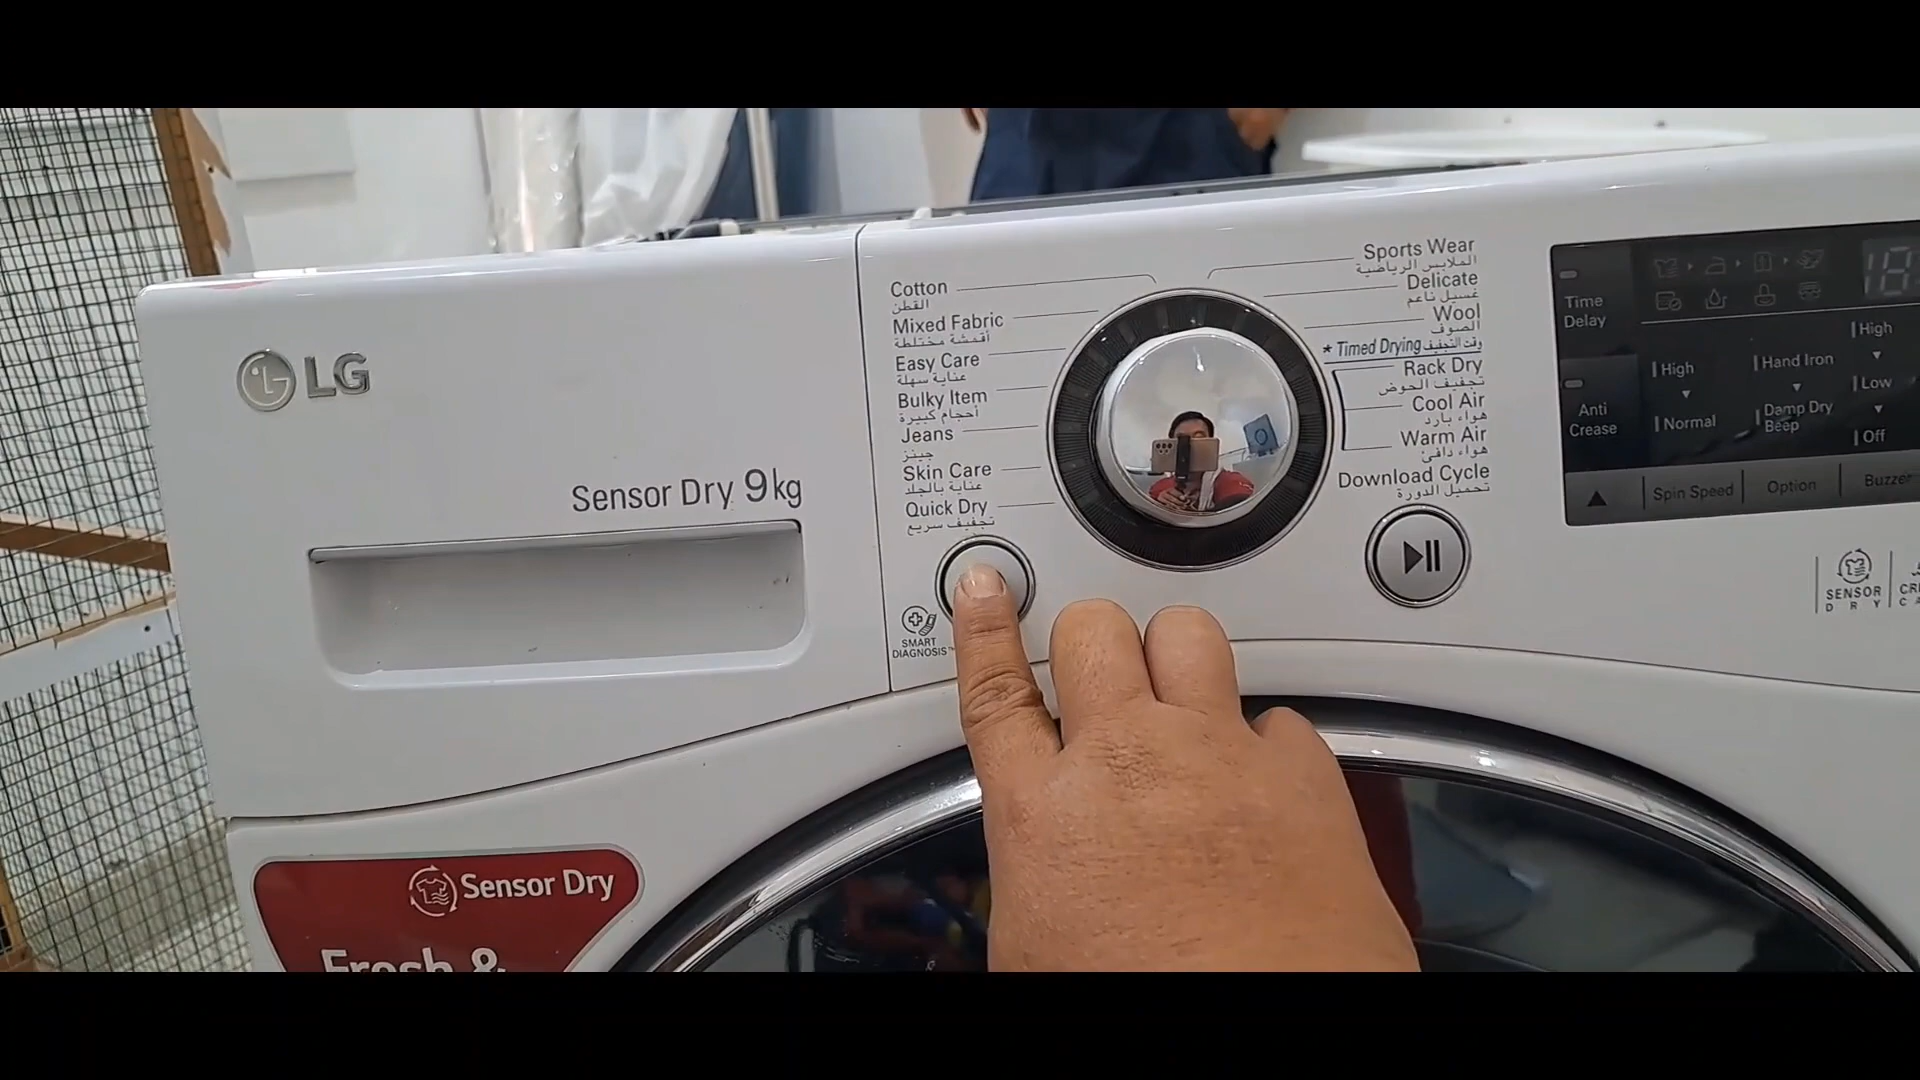 LG
Sensor Dry 9kg
Cotton
القطن
Mixed Fabric
أقمشة مختلطة
Easy Care
عناية سهلة
Bulky Item
أحجام كبيرة
Jeans
جينز
Skin Care
عناية بالجلد
Quick Dry
تجفيف سريع
SMART
DIAGNOSIS™
Sports Wear
الملابس الرياضية
Delicate
غسيل ناعم
Wool
الصوف
* Timed Drying وقت التجفيف
Rack Dry
تجفيف الحوض
Cool Air
هواء بارد
Warm Air
هواء دافئ
Download Cycle
تحميل الدورة
Time
Delay
Anti
Crease
High
Normal
Spin Speed
Hand Iron
Damp Dry
Beep
Option
High
Low
Off
Buzzer
SENSOR
DRY
Sensor Dry
Fresh &